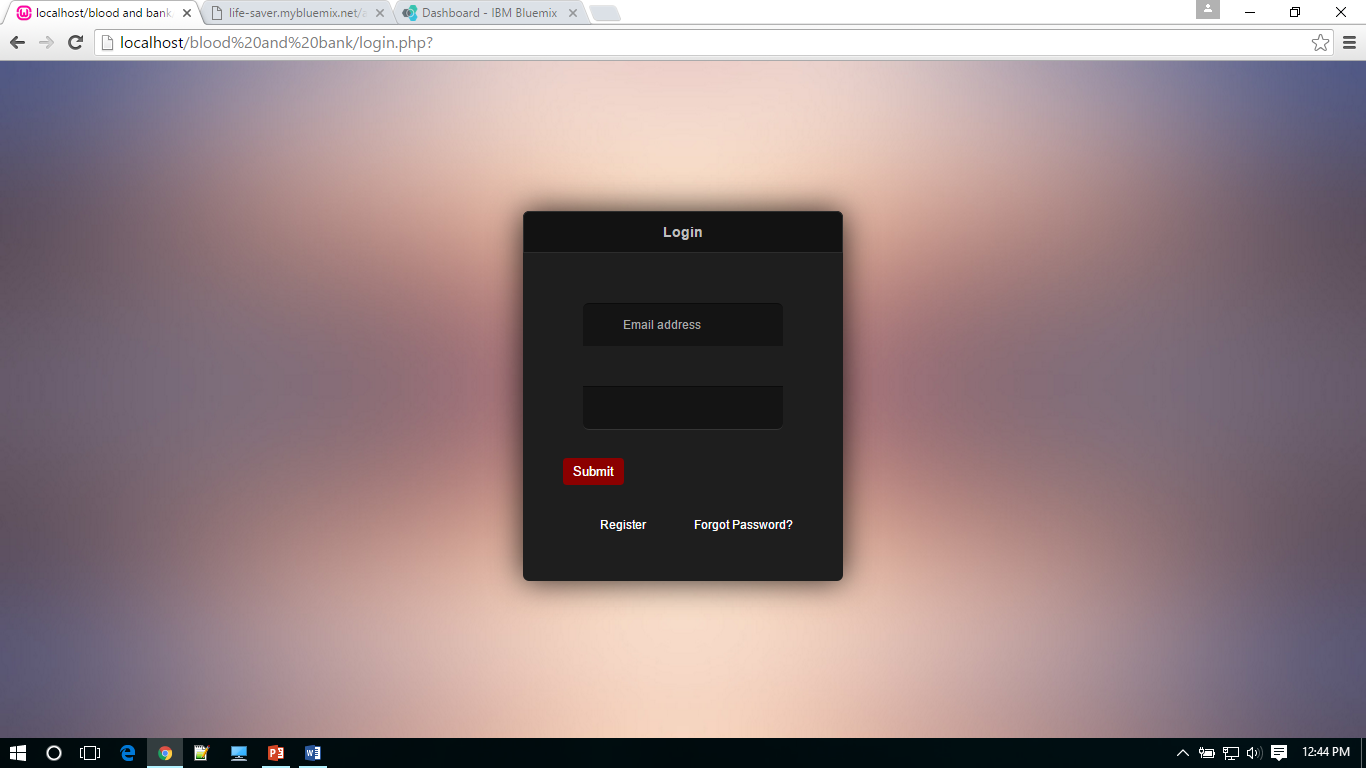 localhost/blood and bank
life-saver.mybluemix.net/
Dashboard - IBM Bluemix
localhost/blood%20and%20bank/login.php?
Login
Email address
Submit
Register Forgot Password?
12:44 PM